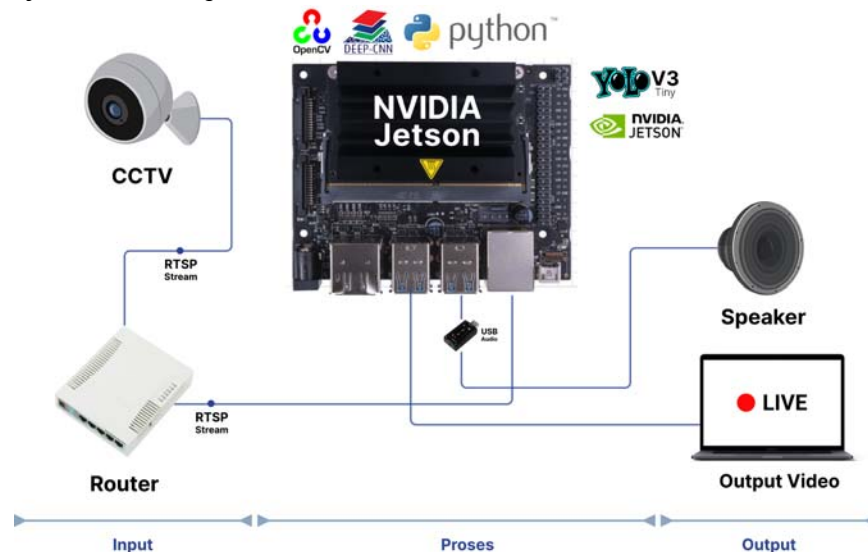 OpenCV
DEEP-CNN
python™
NVIDIA
Jetson
YOLO V3
Tiny
NVIDIA.
JETSON
CCTV
RTSP
Stream
USB
Audio
Speaker
LIVE
RTSP
Stream
Router
Output Video
Input
Proses
Output